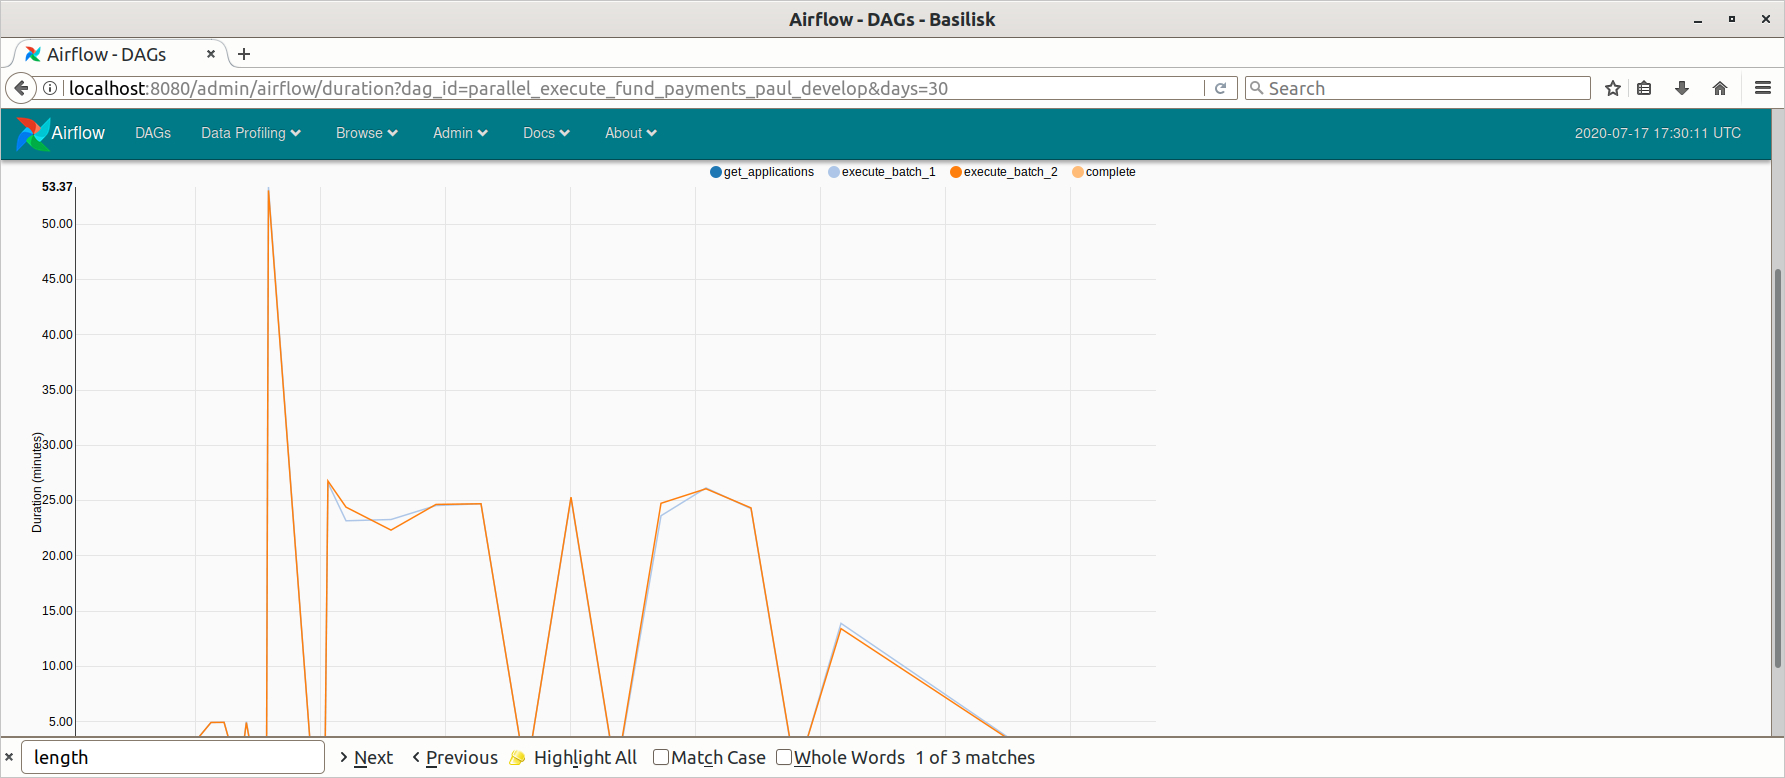 Airflow - DAGs - Basilisk
Airflow - DAGs
localhost:8080/admin/airflow/duration?dag_id=parallel_execute_fund_payments_paul_develop&days=30
Search
Airflow DAGs Data Profiling Browse Admin Docs About 2020-07-17 17:30:11 UTC
get_applications execute_batch_1 execute_batch_2 complete
53.37
50.00
45.00
40.00
35.00
30.00
25.00
20.00
15.00
10.00
5.00
Duration (minutes)
length Next Previous Highlight All Match Case Whole Words 1 of 3 matches